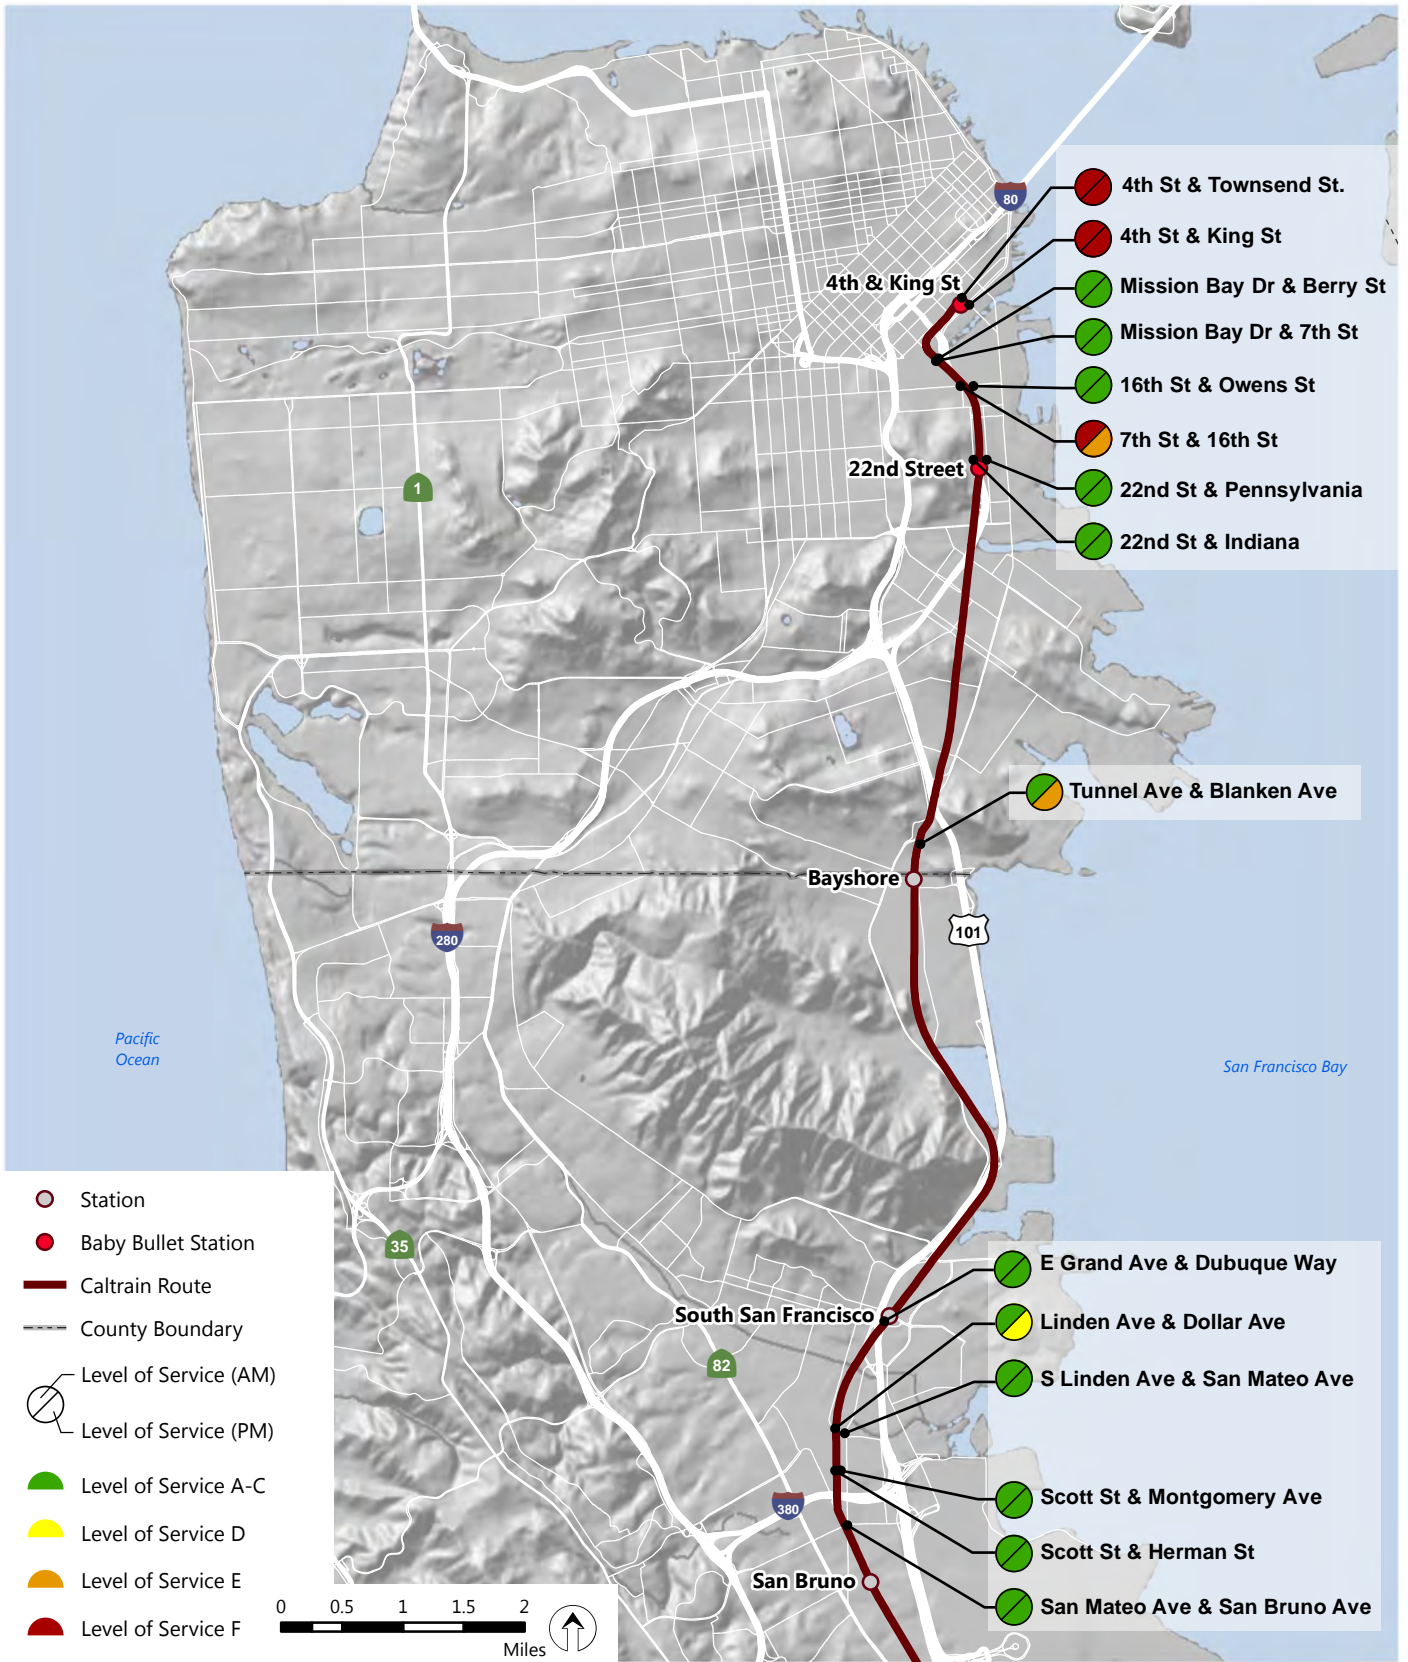 80
4th St & Townsend St.
4th St & King St
4th & King St
Mission Bay Dr & Berry St
Mission Bay Dr & 7th St
16th St & Owens St
7th St & 16th St
22nd Street
1
22nd St & Pennsylvania
22nd St & Indiana
Tunnel Ave & Blanken Ave
Bayshore
280
101
Pacific
Ocean
San Francisco Bay
Station
Baby Bullet Station
35
Caltrain Route
County Boundary
Level of Service (AM)
Level of Service (PM)
Level of Service A-C
Level of Service D
Level of Service E
Level of Service F
E Grand Ave & Dubuque Way
South San Francisco
Linden Ave & Dollar Ave
82
S Linden Ave & San Mateo Ave
Scott St & Montgomery Ave
380
Scott St & Herman St
San Bruno
San Mateo Ave & San Bruno Ave
0 0.5 1 1.5 2
Miles